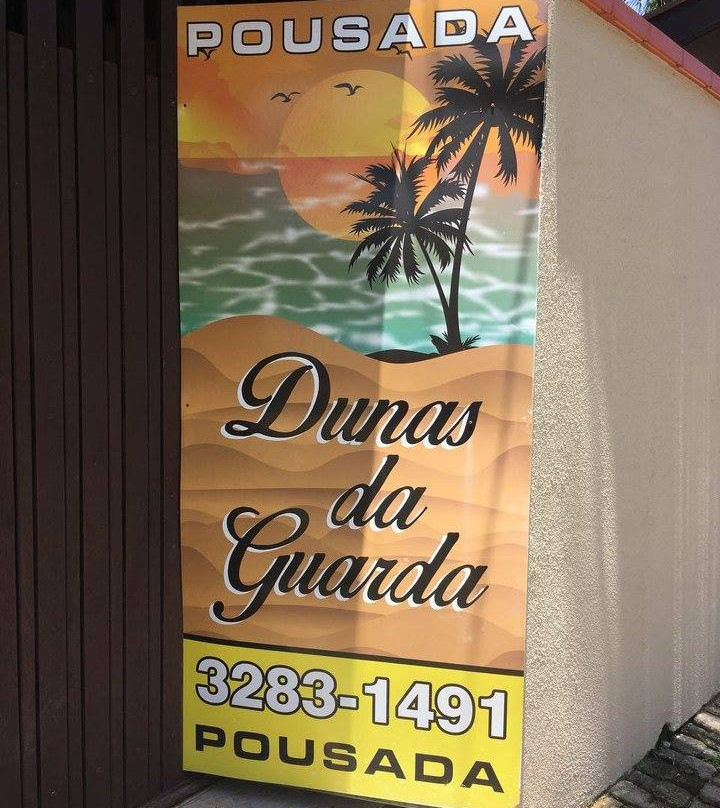 POUSADA
Dunas
da
Guarda
3283-1491
POUSADA